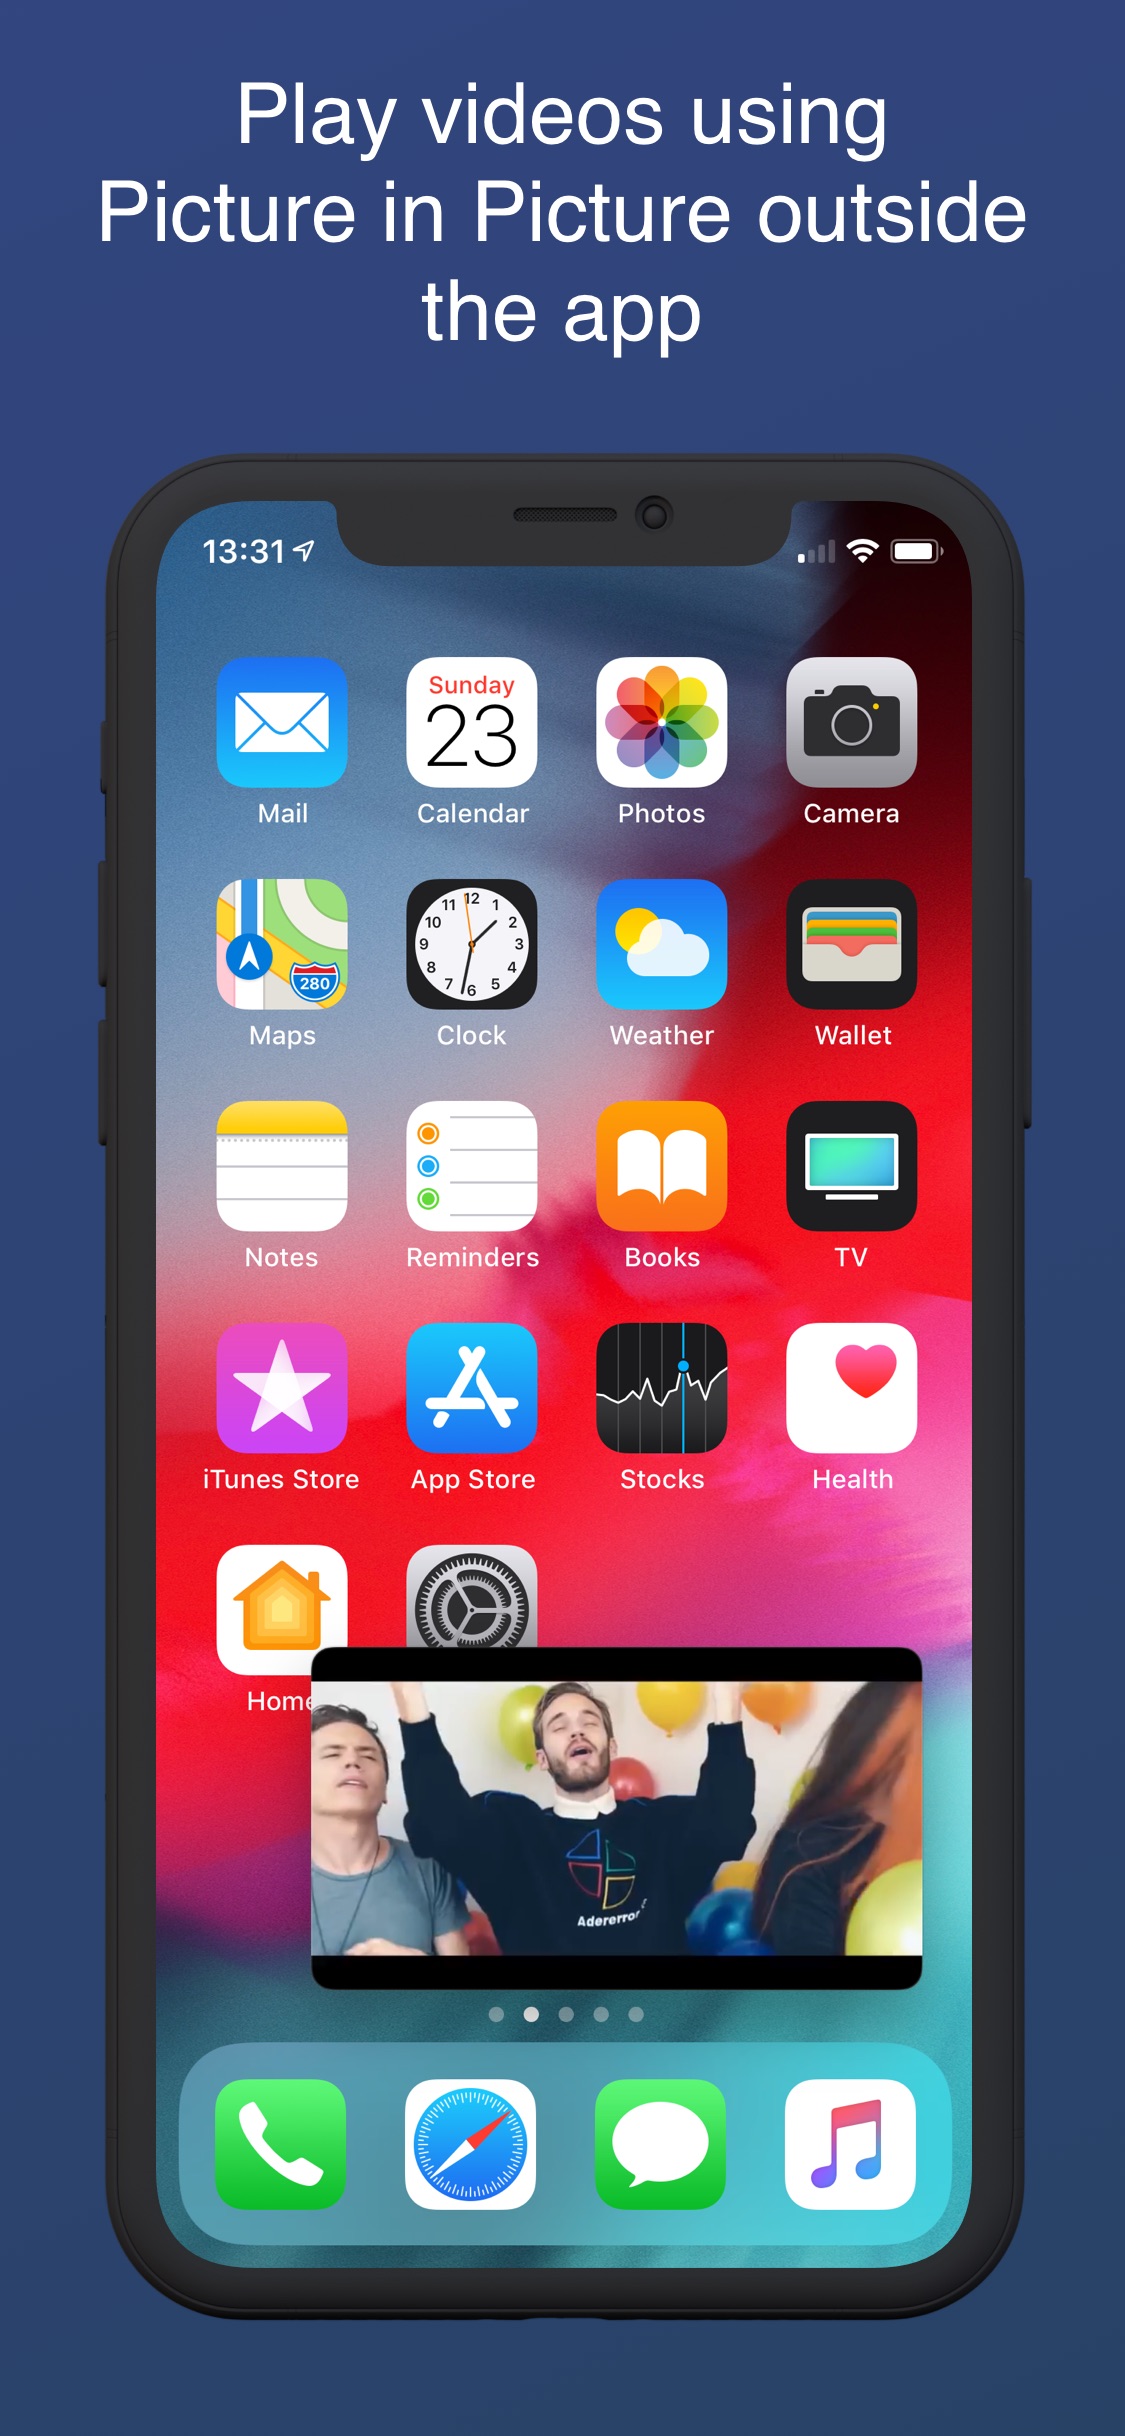 Play videos using
Picture in Picture outside
the app
13:31
Sunday
23
Mail
Calendar
Photos
Camera
280
12
1
2
3
4
5
6
7
8
9
10
11
Maps
Clock
Weather
Wallet
Notes
Reminders
Books
TV
iTunes Store
App Store
Stocks
Health
Home
Adererror